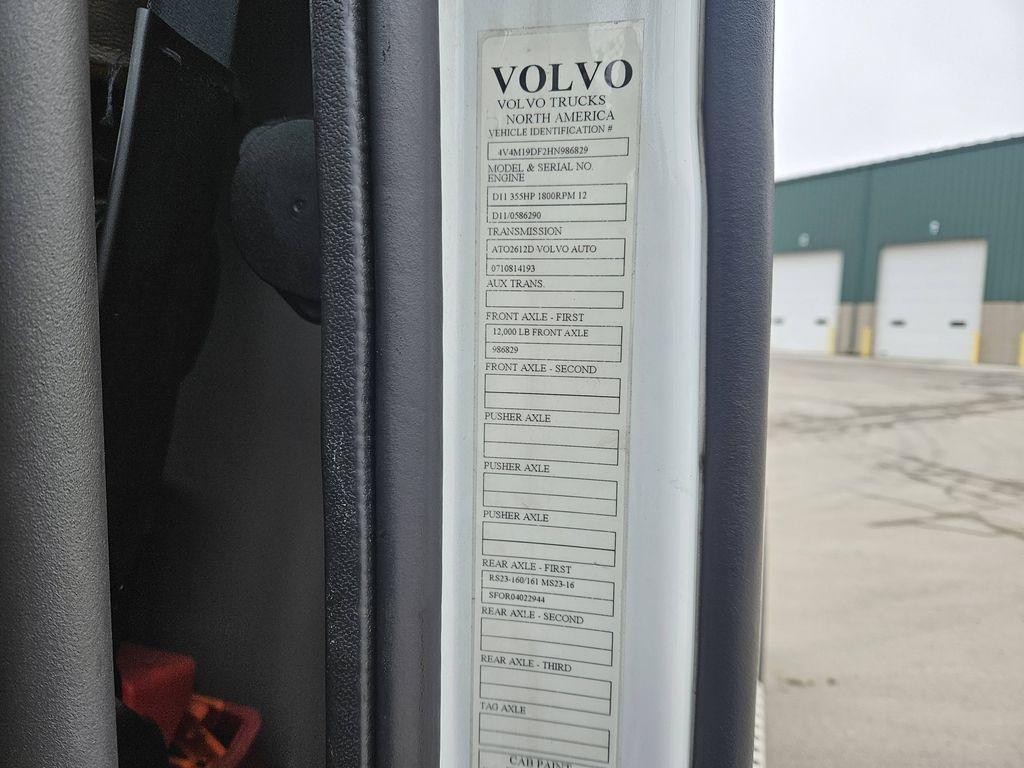 VOLVO
VOLVO TRUCKS
NORTH AMERICA
VEHICLE IDENTIFICATION #
4V4M19DF2HN986829
MODEL & SERIAL NO.
ENGINE
D11 355HP 1800RPM 12
D11/0586290
TRANSMISSION
ATO2612D VOLVO AUTO
0710814193
AUX TRANS.
FRONT AXLE - FIRST
12,000 LB FRONT AXLE
986829
FRONT AXLE - SECOND
PUSHER AXLE
PUSHER AXLE
PUSHER AXLE
REAR AXLE - FIRST
RS23-160/161 MS23-16
SFOR04022944
REAR AXLE - SECOND
REAR AXLE - THIRD
TAG AXLE
CAB PAINT